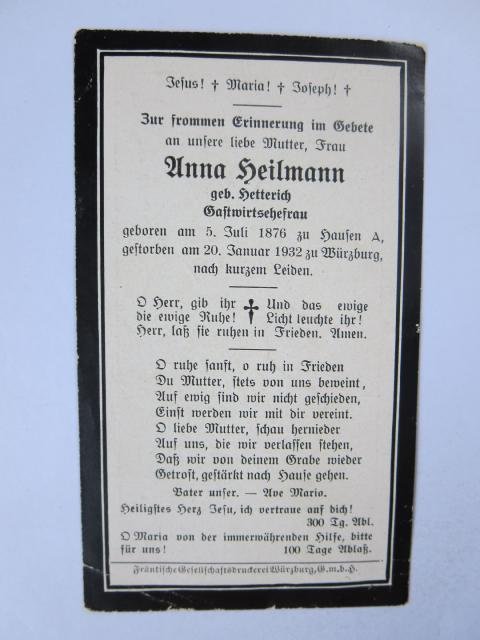 Jesus! † Maria! † Joseph! †
Zur frommen Erinnerung im Gebete
an unsere liebe Mutter, Frau
Anna Heilmann
geb. Hetterich
Gastwirtsehefrau
geboren am 5. Juli 1876 zu Hausen A,
gestorben am 20. Januar 1932 zu Würzburg,
nach kurzem Leiden.
O Herr, gib ihr † Und das ewige
die ewige Ruhe! Licht leuchte ihr!
Herr, laß sie ruhen in Frieden. Amen.
O ruhe sanft, o ruh in Frieden
Du Mutter, stets von uns beweint,
Auf ewig sind wir nicht geschieden,
Einst werden wir mit dir vereint.
O liebe Mutter, schau hernieder
Auf uns, die wir verlassen stehen,
Daß wir von deinem Grabe wieder
Getrost, gestärkt nach Hause gehen.
Vater unser. — Ave Mario.
Heiligstes Herz Jesu, ich vertraue auf dich!
300 Tg. Abl.
O Maria von der immerwährenden Hilfe, bitte
für uns! 100 Tage Ablaß.
Fränkische Gesellschaftsdruckerei Würzburg, G.m.b.H.